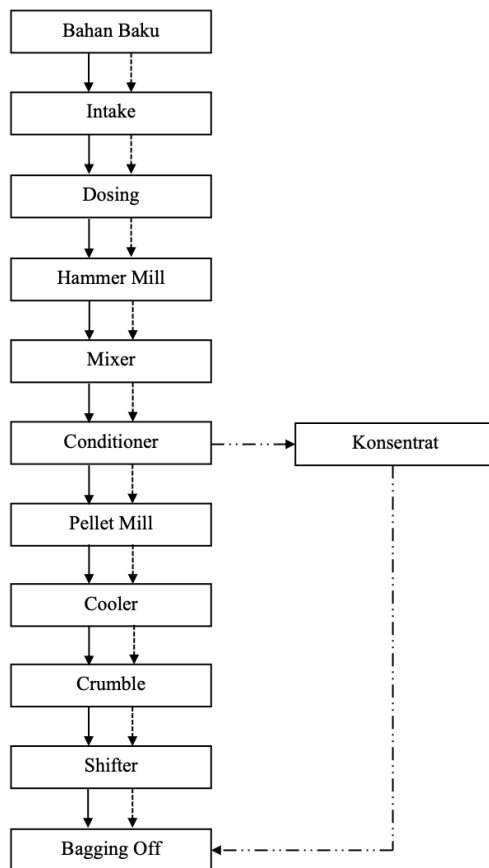 Bahan Baku
Intake
Dosing
Hammer Mill
Mixer
Conditioner
Konsentrat
Pellet Mill
Cooler
Crumble
Shifter
Bagging Off